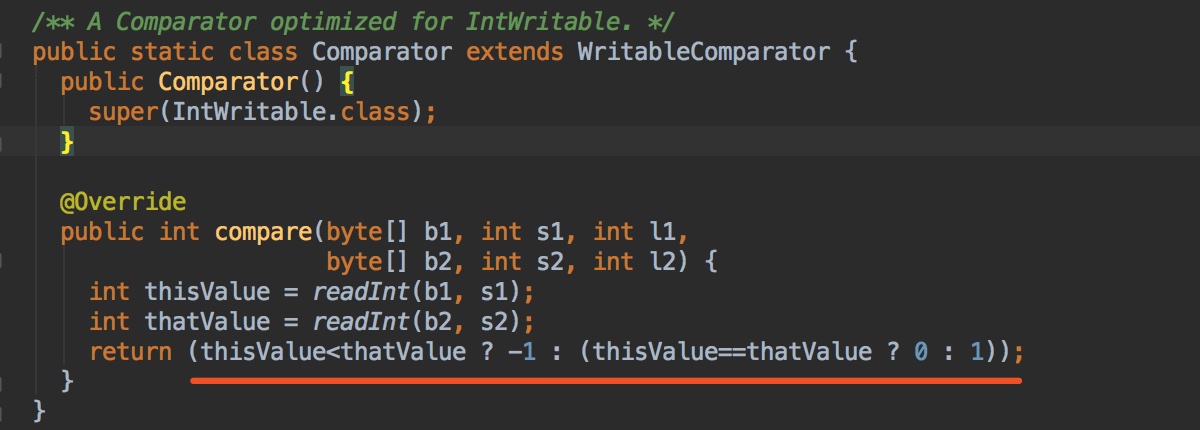 /** A Comparator optimized for IntWritable. */
public static class Comparator extends WritableComparator {
public Comparator() {
super(IntWritable.class);
}
@Override
public int compare(byte[] b1, int s1, int l1,
byte[] b2, int s2, int l2) {
int thisValue = readInt(b1, s1);
int thatValue = readInt(b2, s2);
return (thisValue<thatValue ? -1 : (thisValue==thatValue ? 0 : 1));
}
}